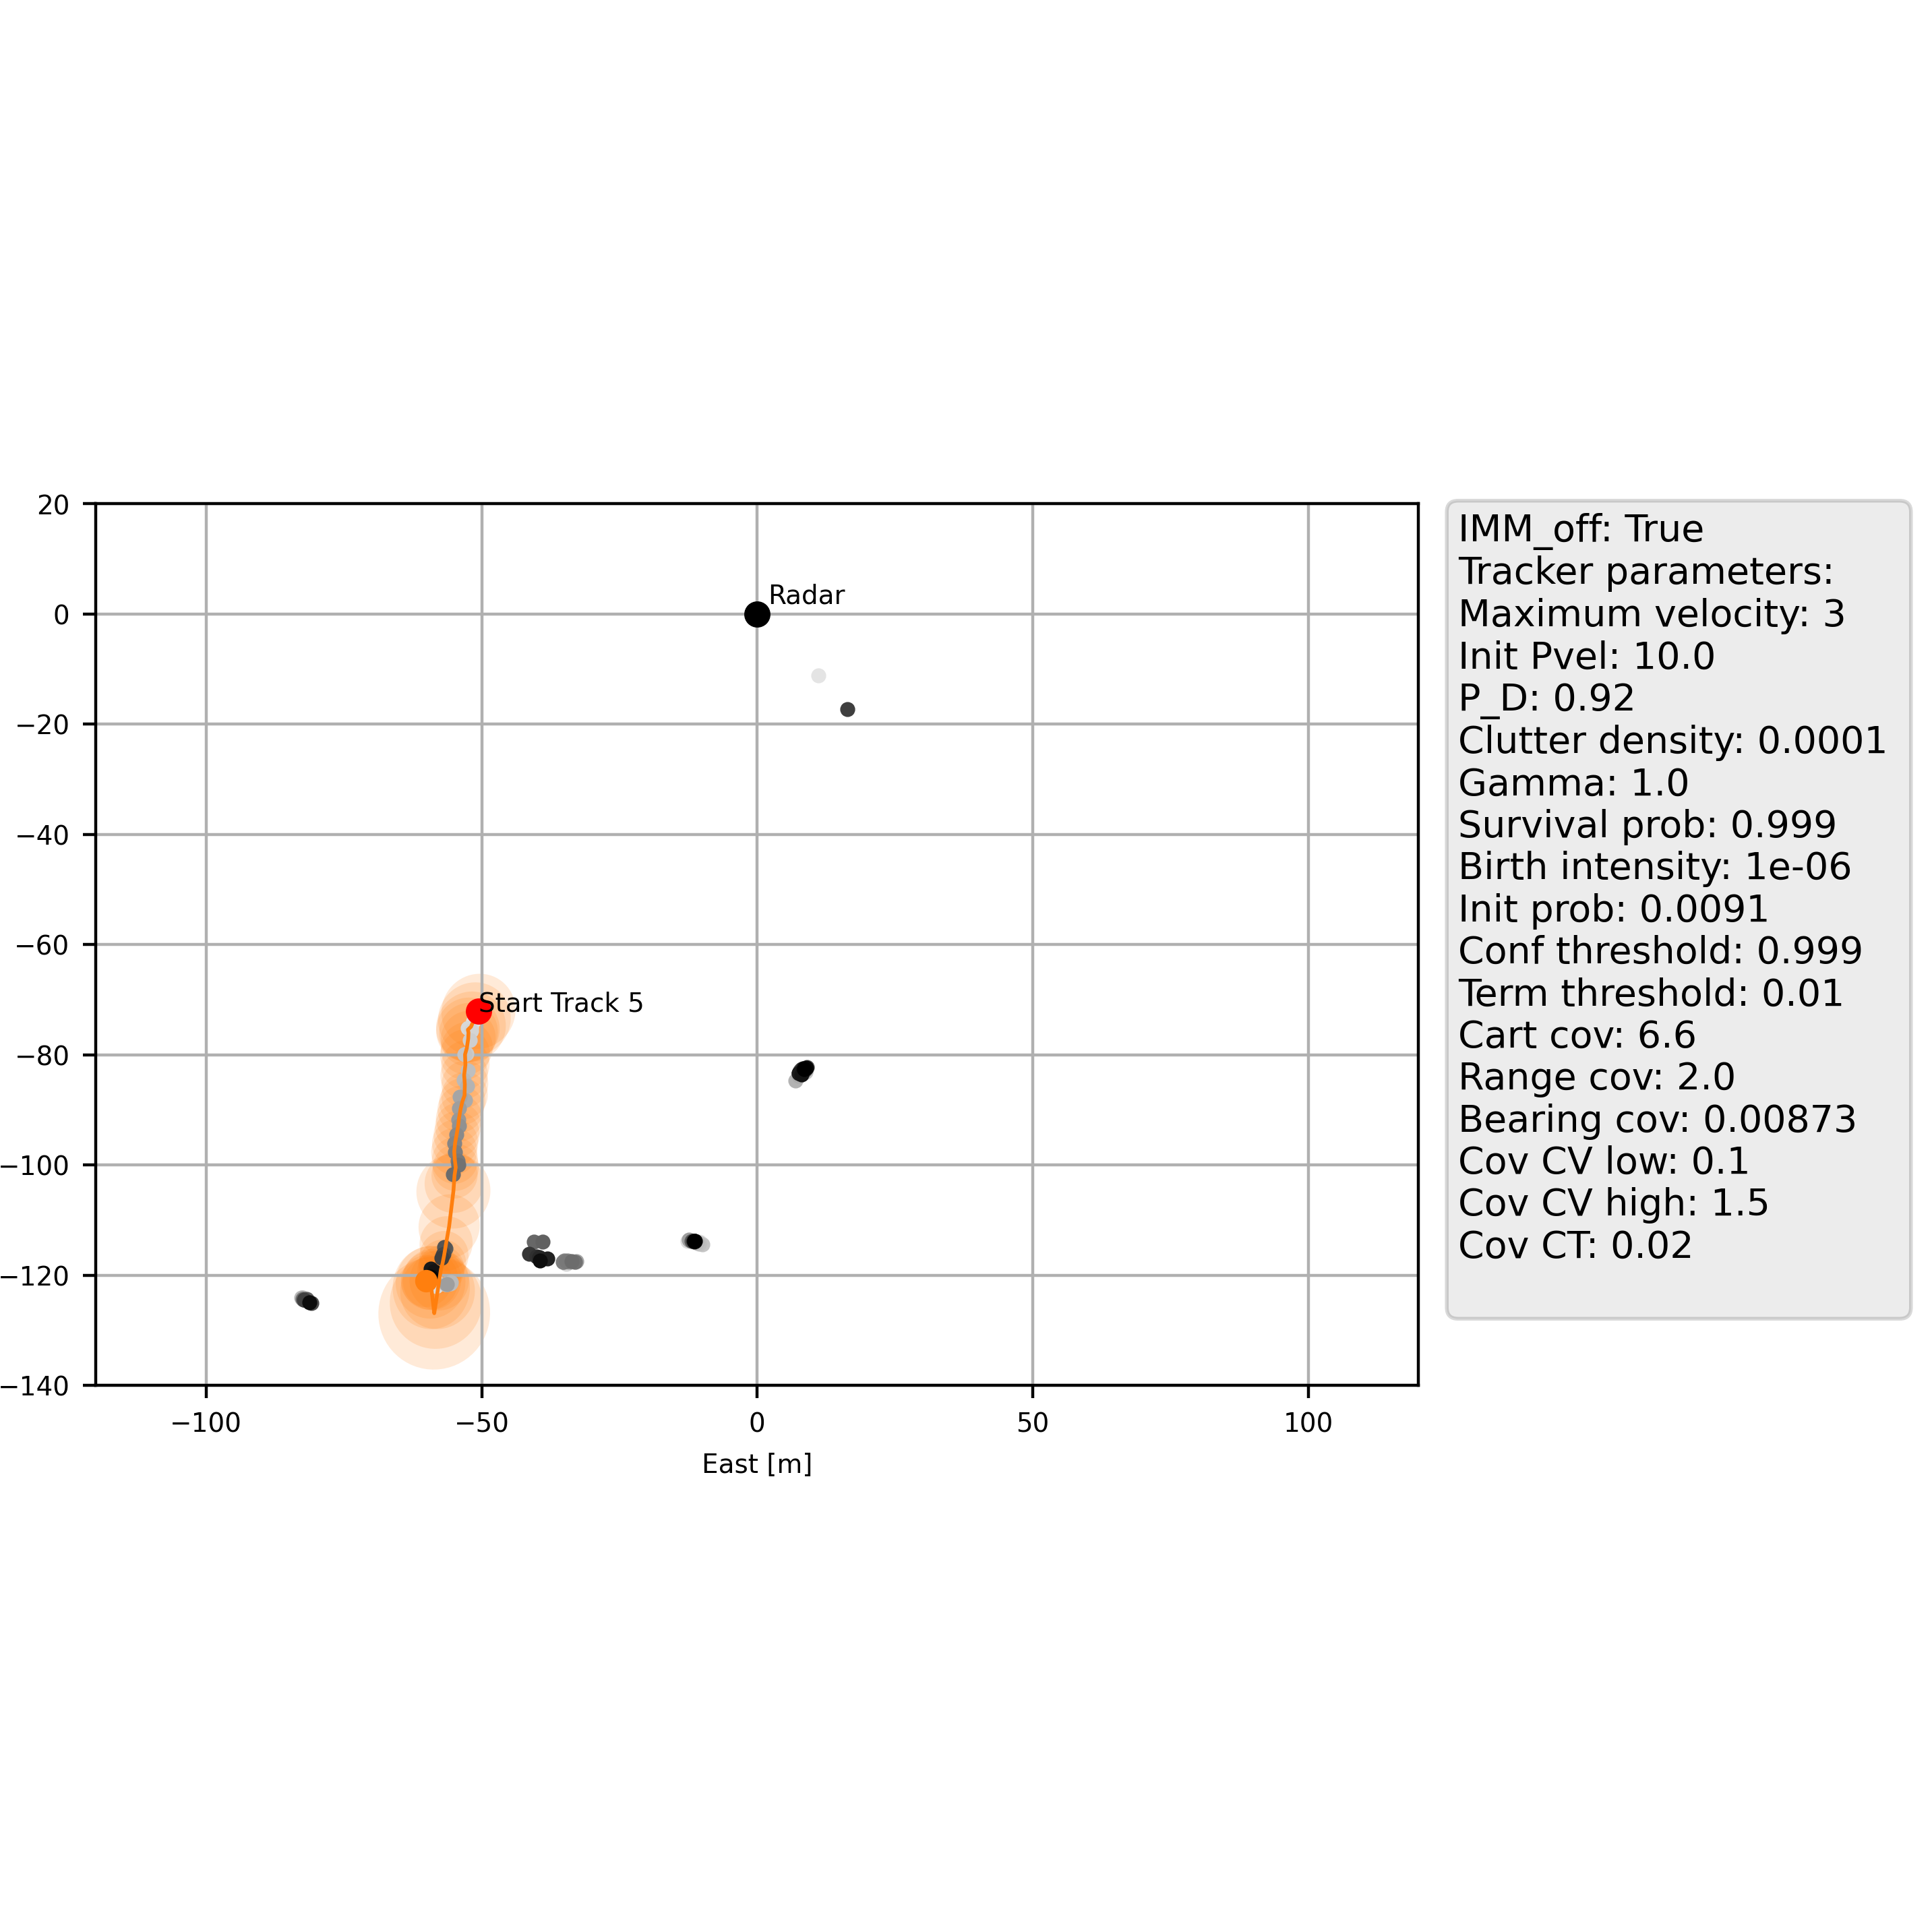 20
0
−20
−40
−60
−80
−100
−120
−140
−100
−50
0
50
100
East [m]
Radar
Start Track 5
IMM_off: True
Tracker parameters:
Maximum velocity: 3
Init Pvel: 10.0
P_D: 0.92
Clutter density: 0.0001
Gamma: 1.0
Survival prob: 0.999
Birth intensity: 1e-06
Init prob: 0.0091
Conf threshold: 0.999
Term threshold: 0.01
Cart cov: 6.6
Range cov: 2.0
Bearing cov: 0.00873
Cov CV low: 0.1
Cov CV high: 1.5
Cov CT: 0.02